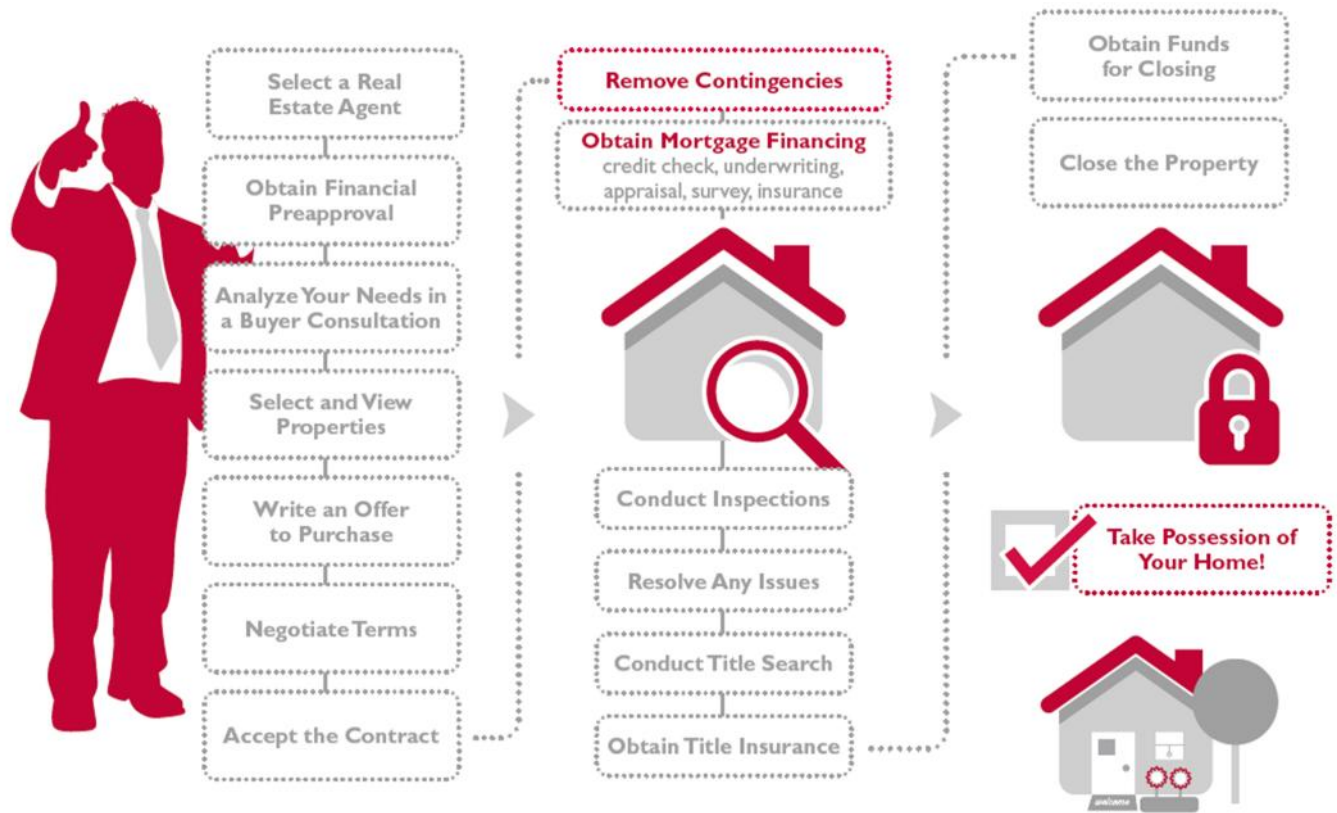 Select a Real
Estate Agent
Obtain Financial
Preapproval
Analyze Your Needs in
a Buyer Consultation
Select and View
Properties
Write an Offer
to Purchase
Negotiate Terms
Accept the Contract
Remove Contingencies
Obtain Mortgage Financing
credit check, underwriting,
appraisal, survey, insurance
Conduct Inspections
Resolve Any Issues
Conduct Title Search
Obtain Title Insurance
Obtain Funds
for Closing
Close the Property
Take Possession of
Your Home!
welcome